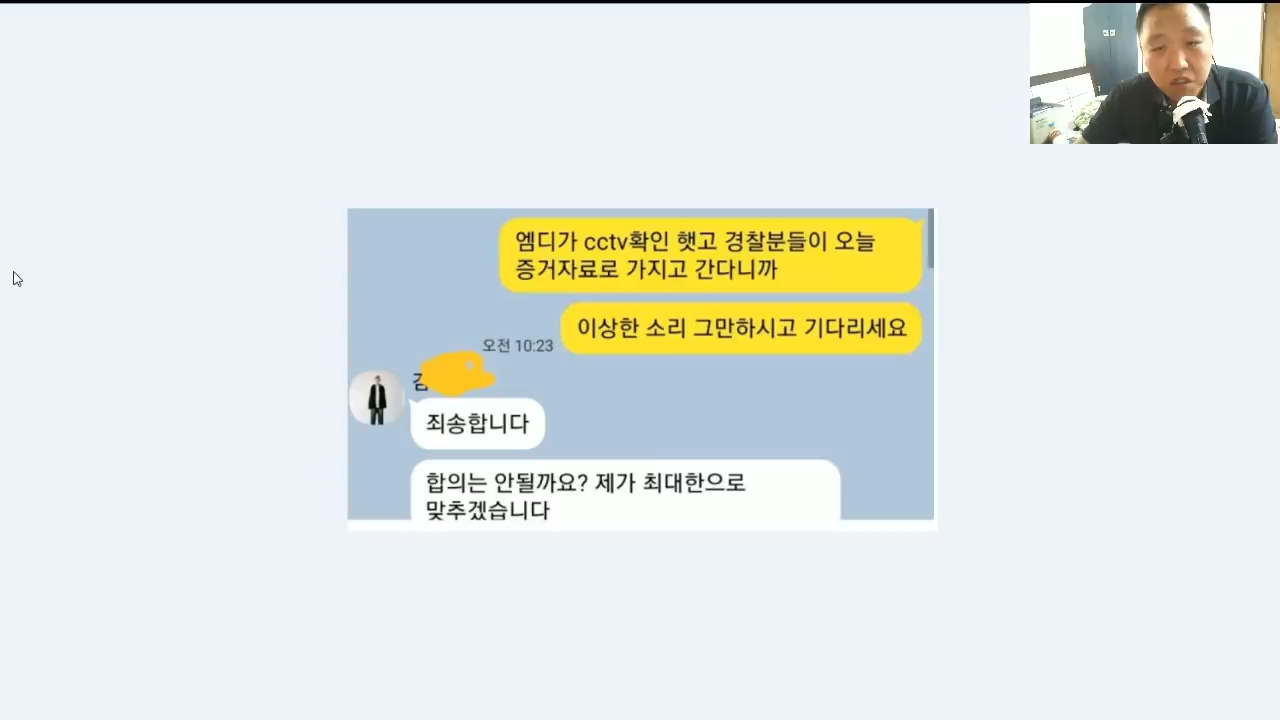 엠디가 cctv확인 햇고 경찰분들이 오늘
증거자료로 가지고 간다니까
이상한 소리 그만하시고 기다리세요
오전 10:23
김
죄송합니다
합의는 안될까요? 제가 최대한으로
맞추겠습니다